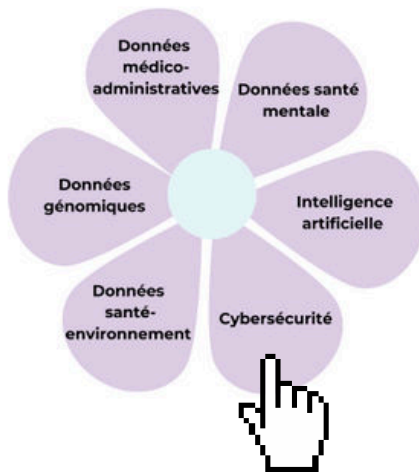 Données
médico-
administratives
Données santé
mentale
Données
génomiques
Intelligence
artificielle
Données
santé-
environnement
Cybersécurité